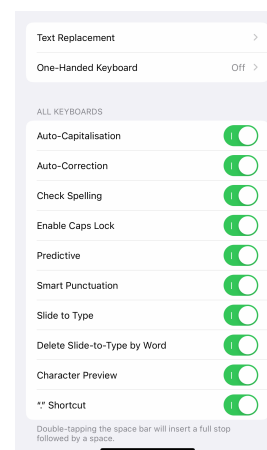 Text Replacement
One-Handed Keyboard Off
ALL KEYBOARDS
Auto-Capitalisation
Auto-Correction
Check Spelling
Enable Caps Lock
Predictive
Smart Punctuation
Slide to Type
Delete Slide-to-Type by Word
Character Preview
“.” Shortcut
Double-tapping the space bar will insert a full stop
followed by a space.